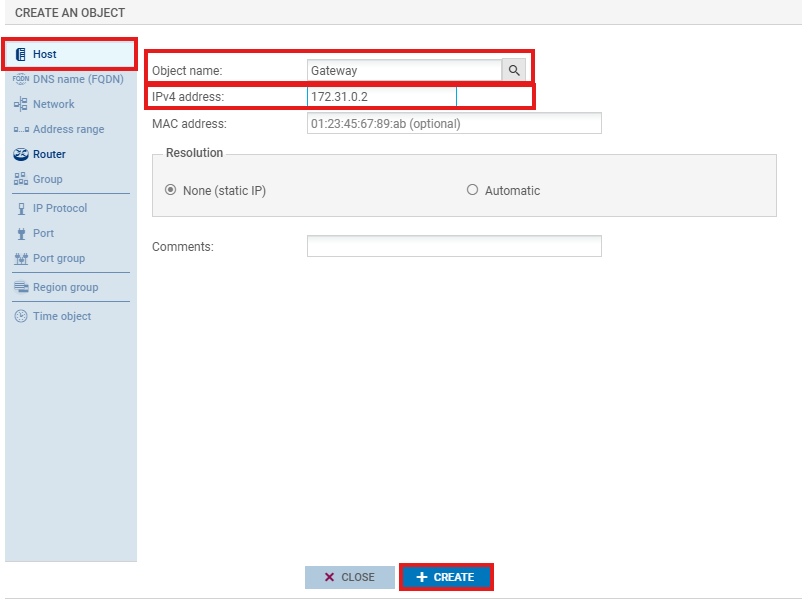 CREATE AN OBJECT
Host
FQDN DNS name (FQDN)
Network
Address range
Router
Group
IP Protocol
Port
Port group
Region group
Time object
Object name: Gateway
IPv4 address: 172.31.0.2
MAC address: 01:23:45:67:89:ab (optional)
Resolution
None (static IP) Automatic
Comments:
CLOSE CREATE